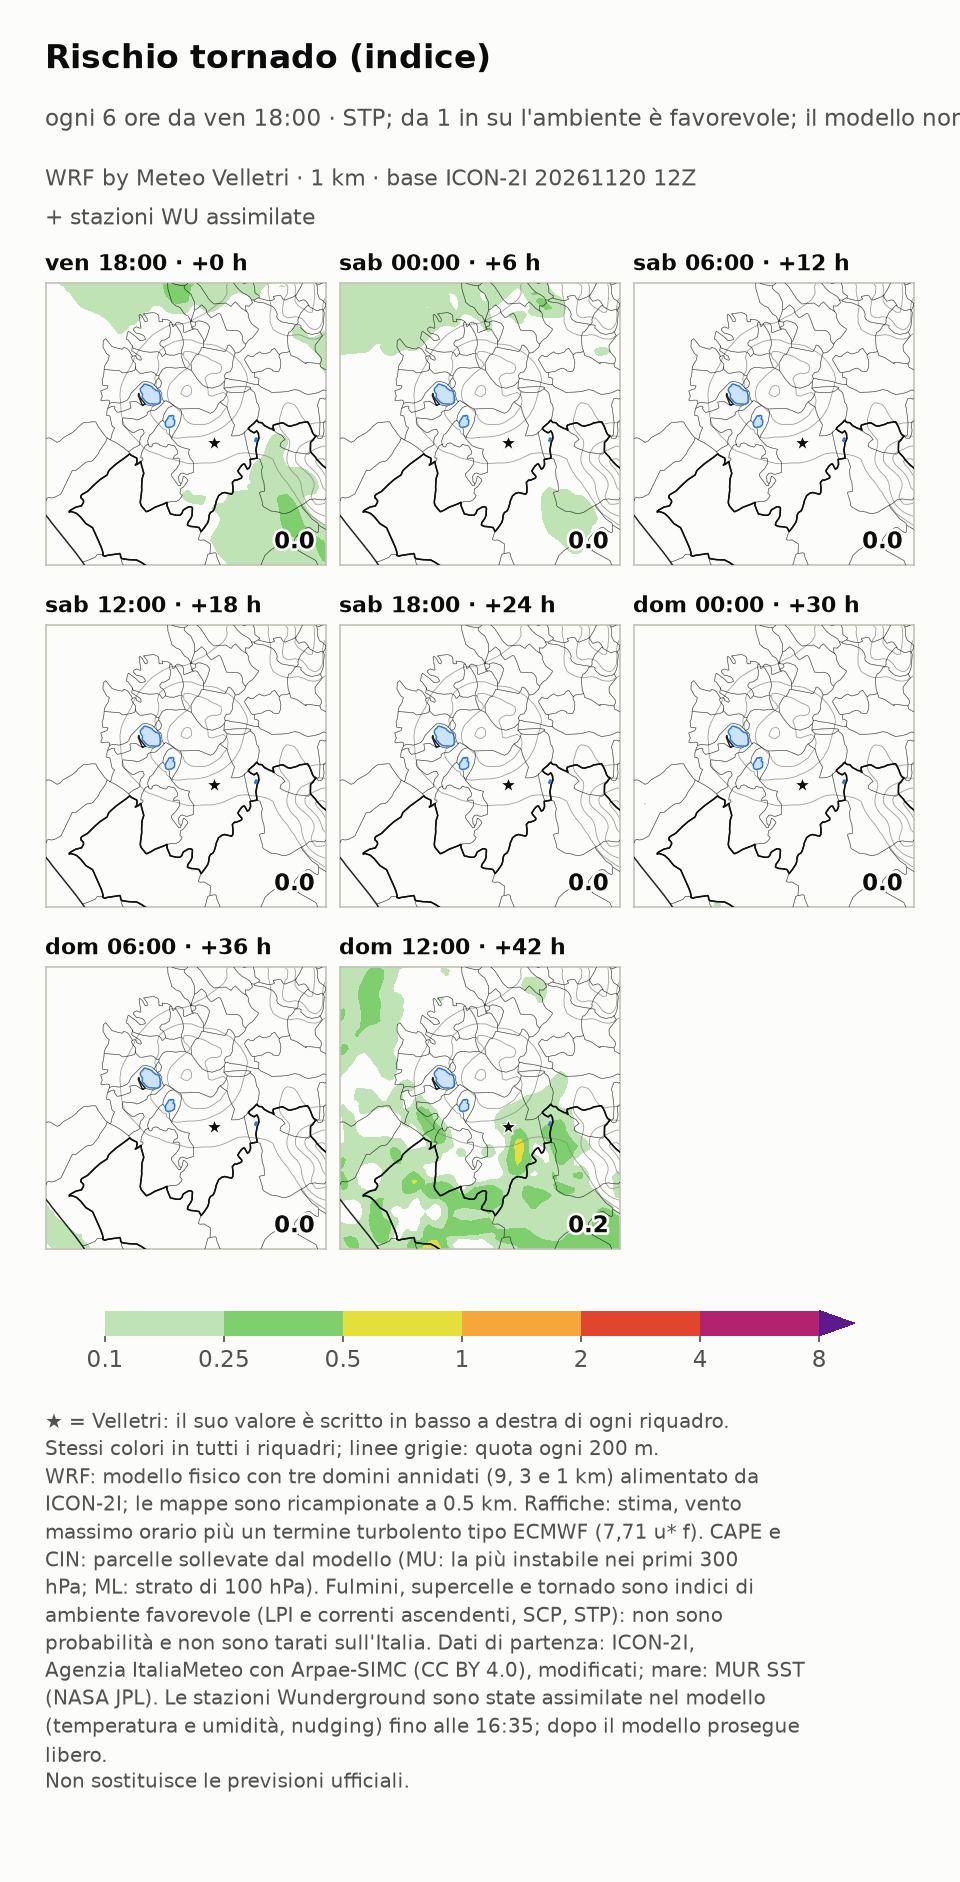 Rischio tornado (indice)
ogni 6 ore da ven 18:00 · STP; da 1 in su l'ambiente è favorevole; il modello non
WRF by Meteo Velletri · 1 km · base ICON-2I 20261120 12Z
+ stazioni WU assimilate
ven 18:00 · +0 h
sab 00:00 · +6 h
sab 06:00 · +12 h
0.0
0.0
0.0
sab 12:00 · +18 h
sab 18:00 · +24 h
dom 00:00 · +30 h
0.0
0.0
0.0
dom 06:00 · +36 h
dom 12:00 · +42 h
0.0
0.2
0.1 0.25 0.5 1 2 4 8
★ = Velletri: il suo valore è scritto in basso a destra di ogni riquadro.
Stessi colori in tutti i riquadri; linee grigie: quota ogni 200 m.
WRF: modello fisico con tre domini annidati (9, 3 e 1 km) alimentato da
ICON-2I; le mappe sono ricampionate a 0.5 km. Raffiche: stima, vento
massimo orario più un termine turbolento tipo ECMWF (7,71 u* f). CAPE e
CIN: parcelle sollevate dal modello (MU: la più instabile nei primi 300
hPa; ML: strato di 100 hPa). Fulmini, supercelle e tornado sono indici di
ambiente favorevole (LPI e correnti ascendenti, SCP, STP): non sono
probabilità e non sono tarati sull'Italia. Dati di partenza: ICON-2I,
Agenzia ItaliaMeteo con Arpae-SIMC (CC BY 4.0), modificati; mare: MUR SST
(NASA JPL). Le stazioni Wunderground sono state assimilate nel modello
(temperatura e umidità, nudging) fino alle 16:35; dopo il modello prosegue
libero.
Non sostituisce le previsioni ufficiali.